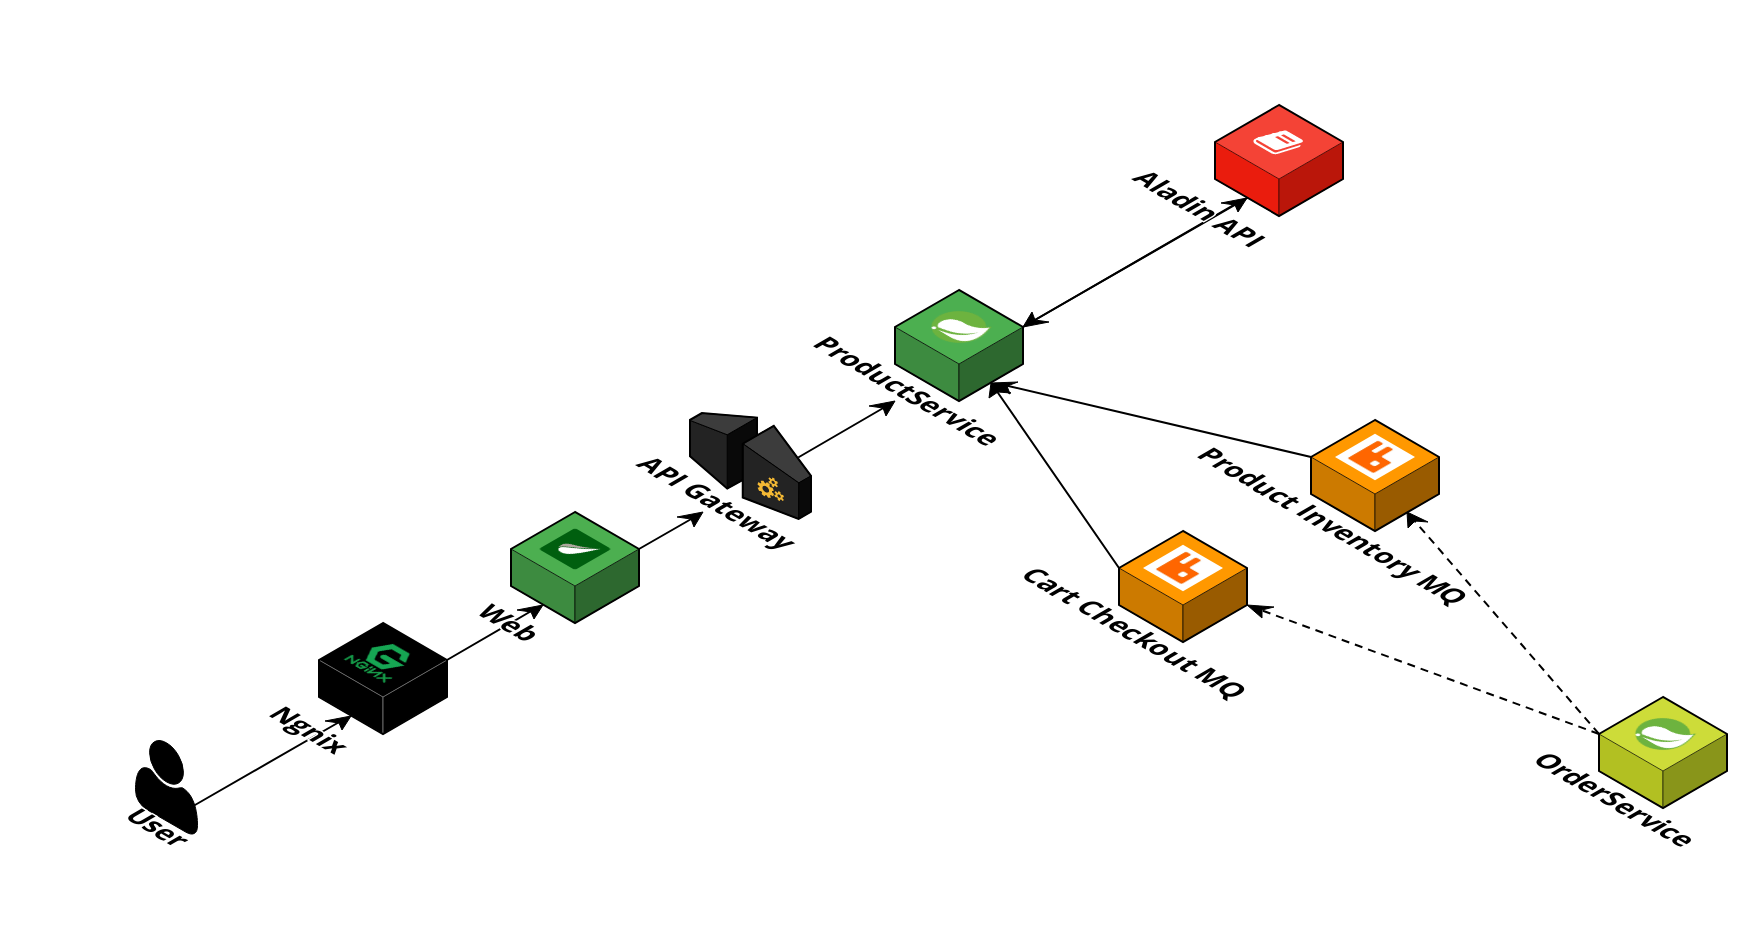 Aladin API
ProductService
API Gateway
Product Inventory MQ
Cart Checkout MQ
Web
NGiNX
Ngnix
User
OrderService